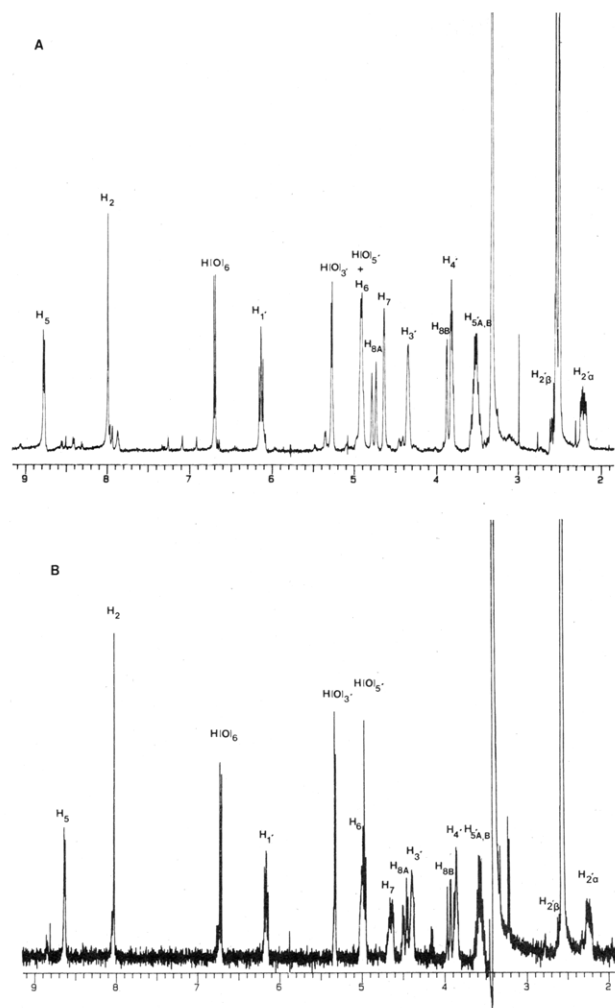 A
H5
H2
H(O)6
H1'
H(O)3'
H(O)5'
+
H6
H8A
H7
H3'
H8B
H4'
H5'A,B
H2'β
H2'α
9 8 7 6 5 4 3 2
B
H5
H2
H(O)6
H1'
H(O)3'
H(O)5'
H6
H7
H8A
H3'
H8B
H4'
H5'A,B
H2'β
H2'α
9 8 7 6 5 4 3 2